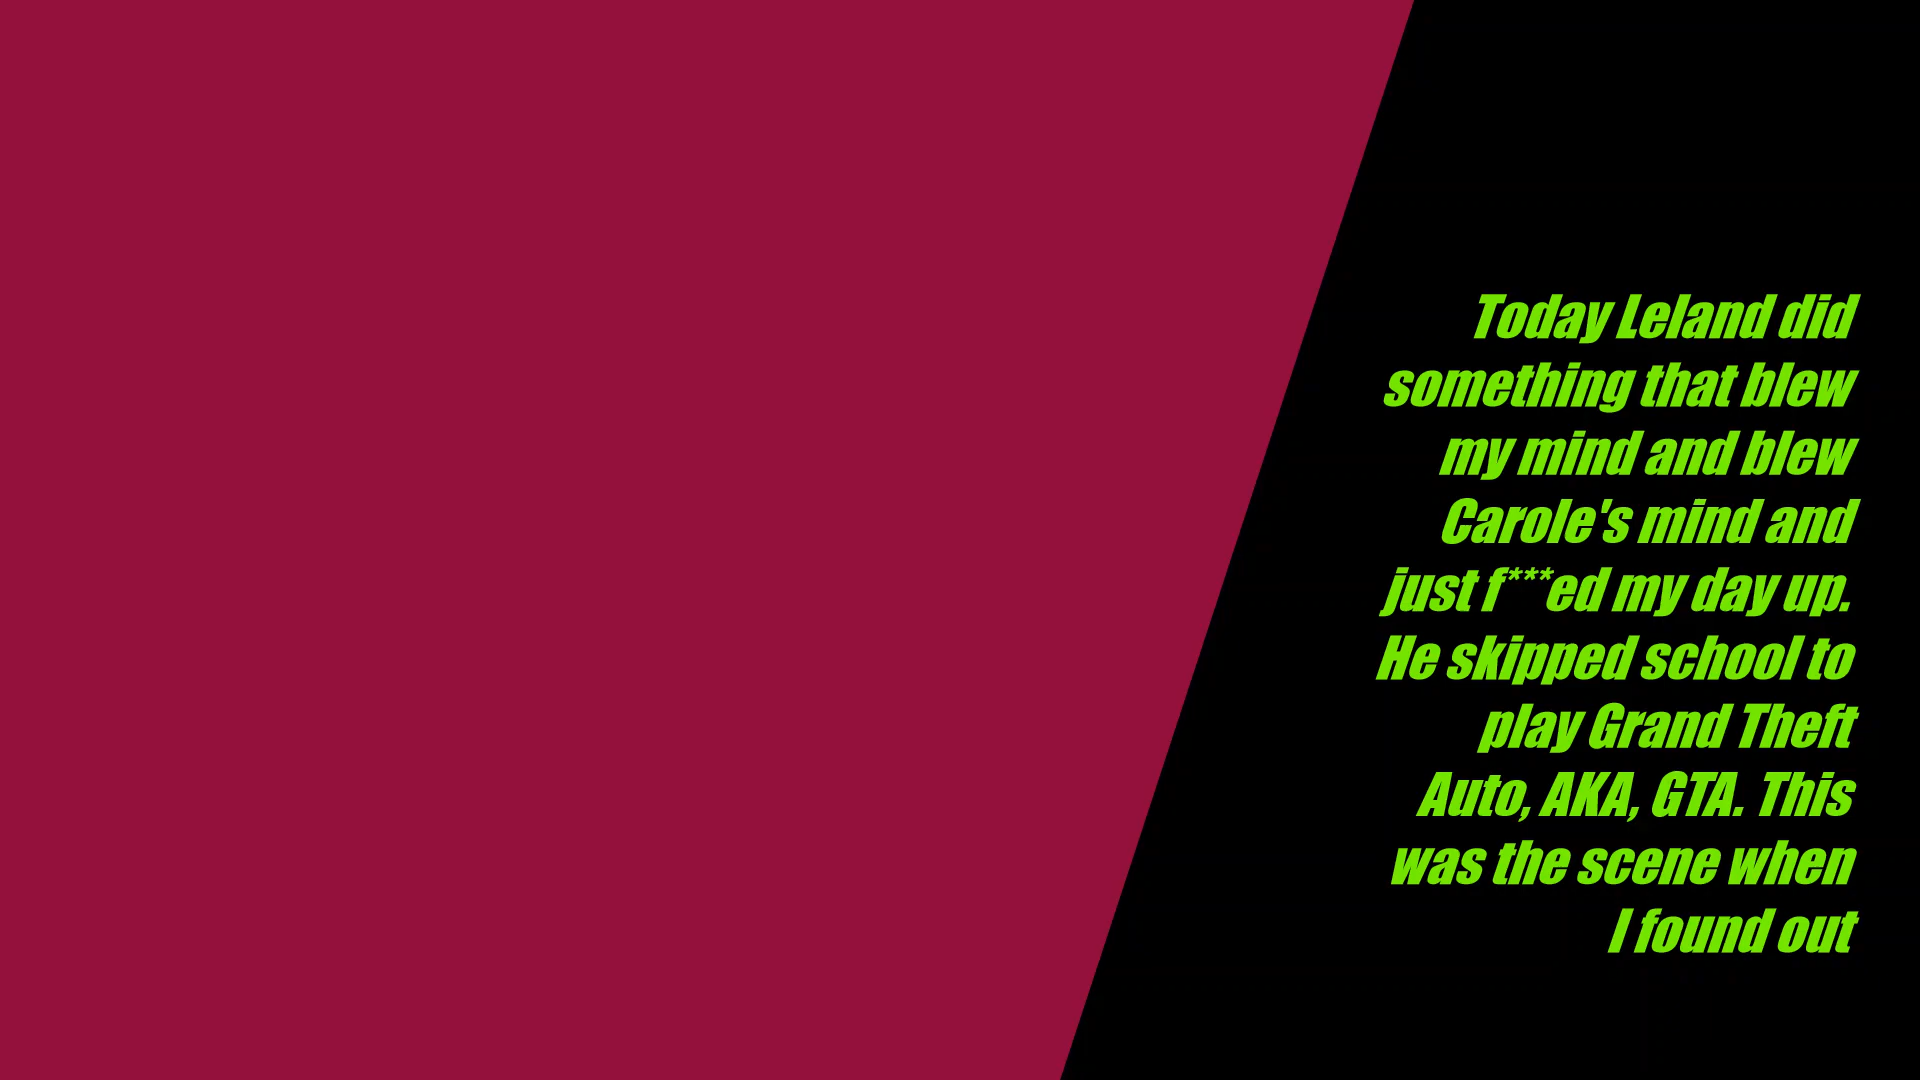 Today Leland did
something that blew
my mind and blew
Carole's mind and
just f***ed my day up.
He skipped school to
play Grand Theft
Auto, AKA, GTA. This
was the scene when
I found out